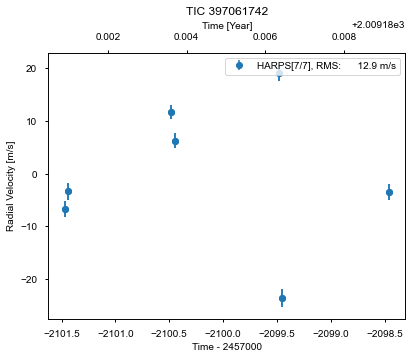 TIC 397061742
Time [Year]
+2.00918e3
0.002 0.004 0.006 0.008
HARPS[7/7], RMS: 12.9 m/s
20
10
0
−10
−20
Radial Velocity [m/s]
−2101.5 −2101.0 −2100.5 −2100.0 −2099.5 −2099.0 −2098.5
Time - 2457000